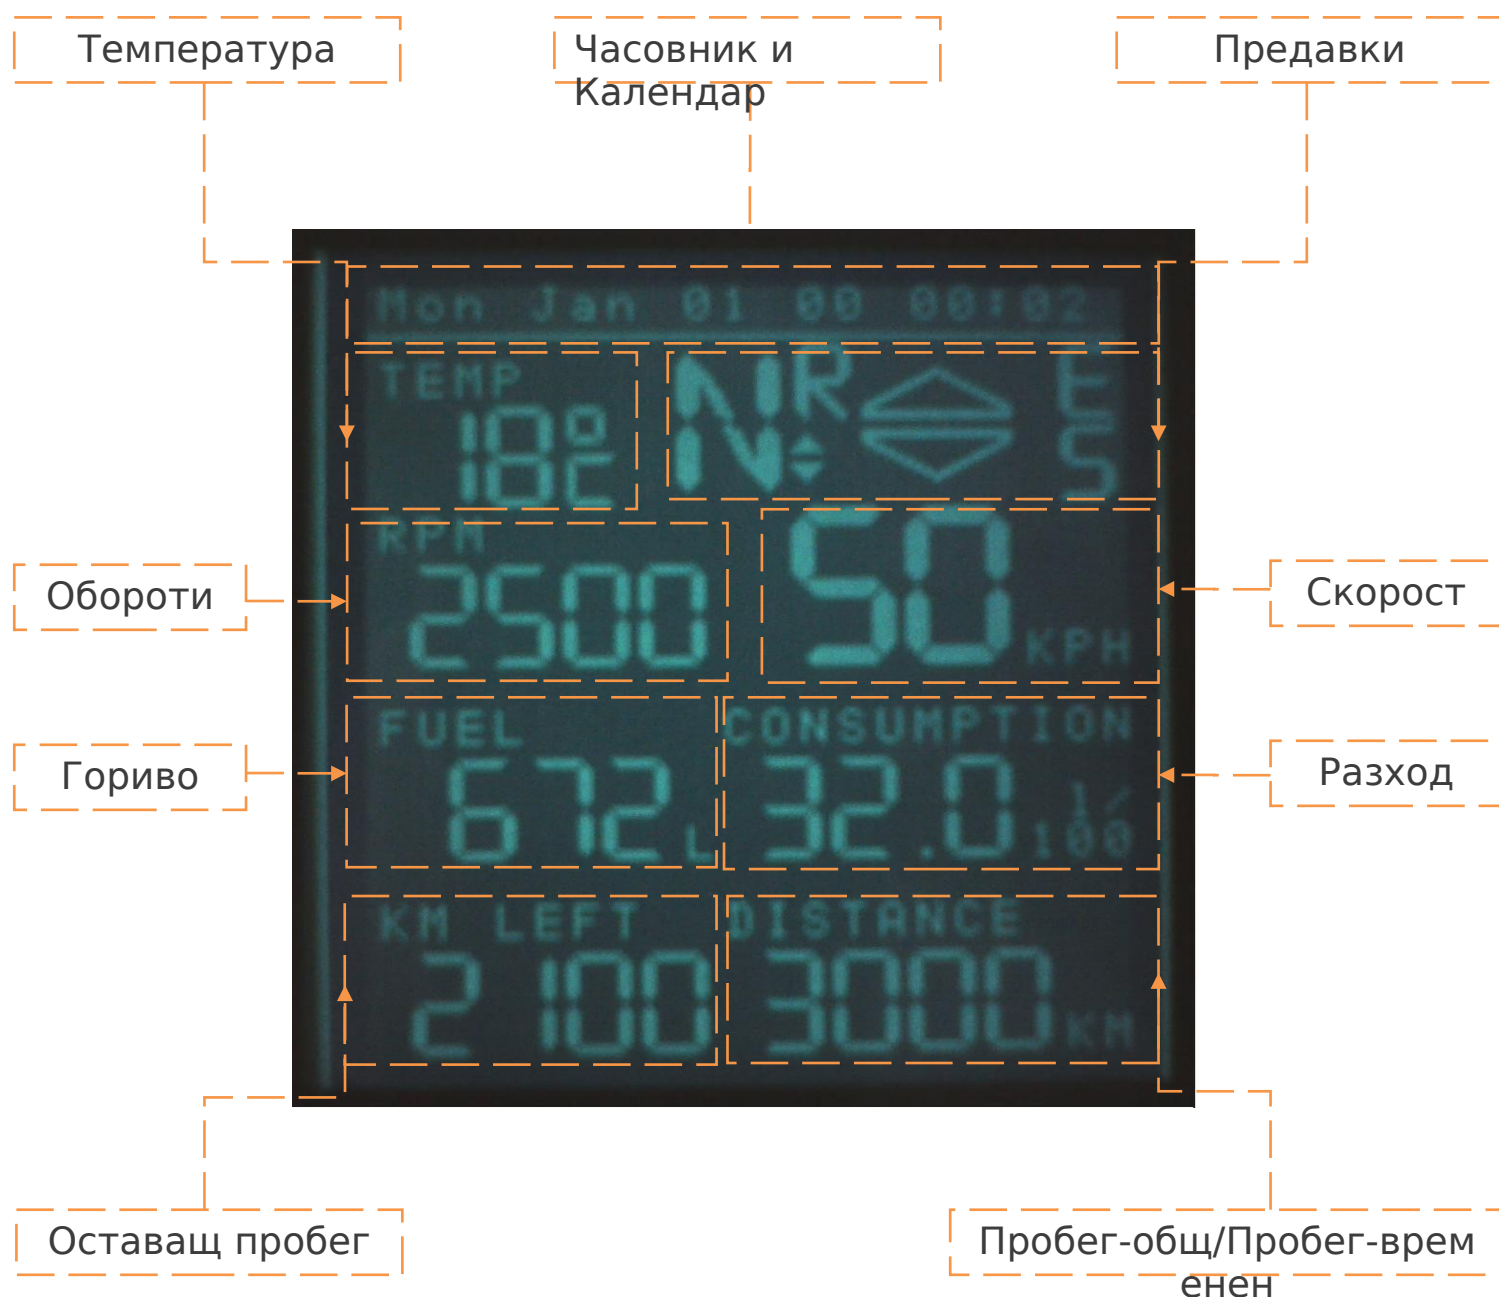 Температура
Часовник и
Календар
Предавки
Mon Jan 01 00 00:02
TEMP
18°C
N R E
S
RPM
2500
50 KPH
Обороти
Скорост
FUEL
672 L
CONSUMPTION
32.0 1/
100
Гориво
Разход
KM LEFT
2 100
DISTANCE
3000 KM
Оставащ пробег
Пробег-общ/Пробег-врем
енен